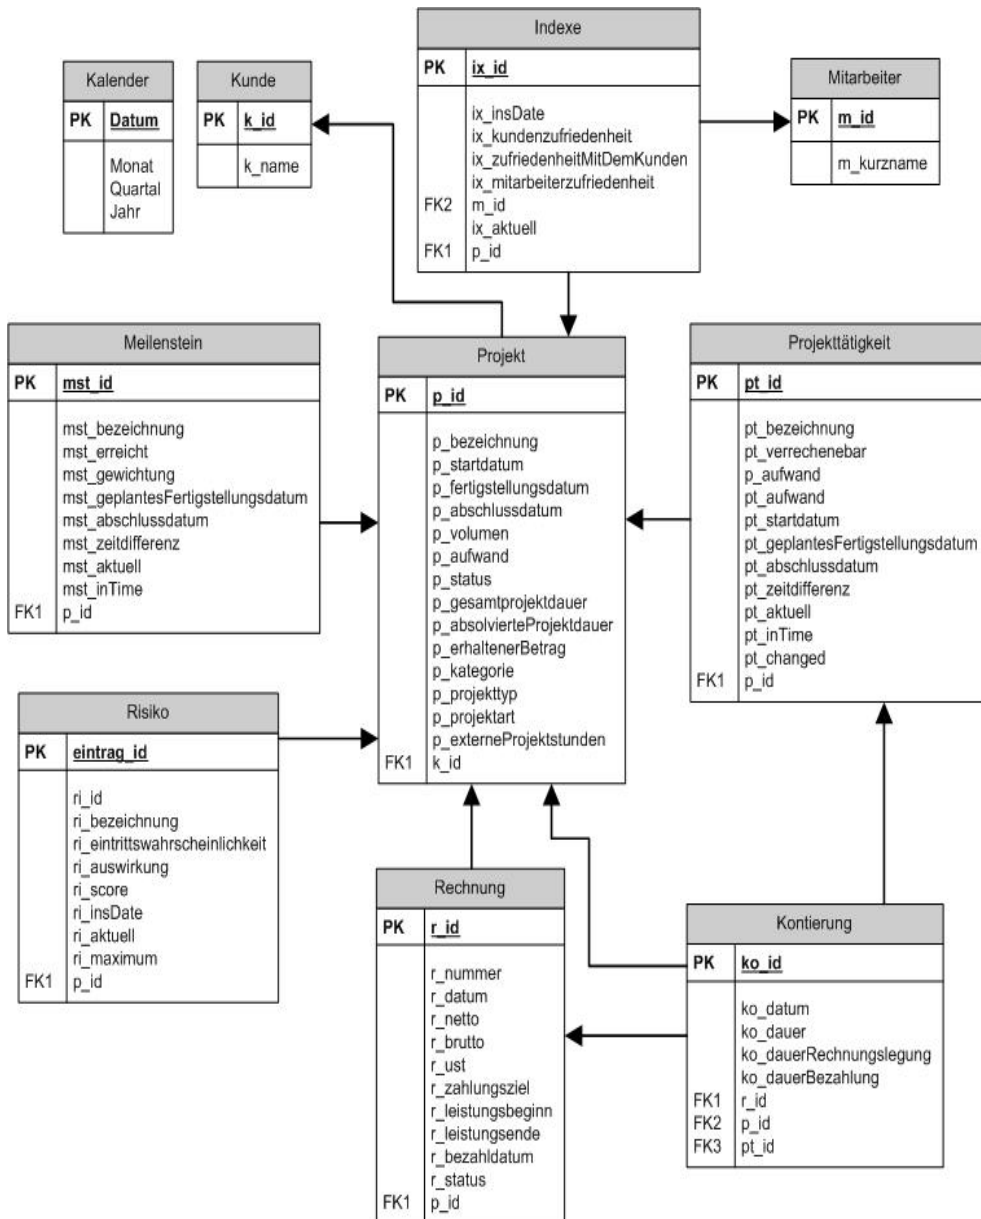 Kalender
PK Datum
Monat
Quartal
Jahr
Kunde
PK k_id
k_name
Indexe
PK ix_id
ix_insDate
ix_kundenzufriedenheit
ix_zufriedenheitMitDemKunden
ix_mitarbeiterzufriedenheit
FK2 m_id
ix_aktuell
FK1 p_id
Mitarbeiter
PK m_id
m_kurzname
Meilenstein
PK mst_id
mst_bezeichnung
mst_erreicht
mst_gewichtung
mst_geplantesFertigstellungsdatum
mst_abschlussdatum
mst_zeitdifferenz
mst_aktuell
mst_inTime
FK1 p_id
Projekt
PK p_id
p_bezeichnung
p_startdatum
p_fertigstellungsdatum
p_abschlussdatum
p_volumen
p_aufwand
p_status
p_gesamtprojektdauer
p_absolvierteProjektdauer
p_erhaltenerBetrag
p_kategorie
p_projekttyp
p_projektart
p_externeProjektstunden
FK1 k_id
Projekttätigkeit
PK pt_id
pt_bezeichnung
pt_verrechenebar
p_aufwand
pt_aufwand
pt_startdatum
pt_geplantesFertigstellungsdatum
pt_abschlussdatum
pt_zeitdifferenz
pt_aktuell
pt_inTime
pt_changed
FK1 p_id
Risiko
PK eintrag_id
ri_id
ri_bezeichnung
ri_eintrittswahrscheinlichkeit
ri_auswirkung
ri_score
ri_insDate
ri_aktuell
ri_maximum
FK1 p_id
Rechnung
PK r_id
r_nummer
r_datum
r_netto
r_brutto
r_ust
r_zahlungsziel
r_leistungsbeginn
r_leistungsende
r_bezahldatum
r_status
FK1 p_id
Kontierung
PK ko_id
ko_datum
ko_dauer
ko_dauerRechnungslegung
ko_dauerBezahlung
FK1 r_id
FK2 p_id
FK3 pt_id